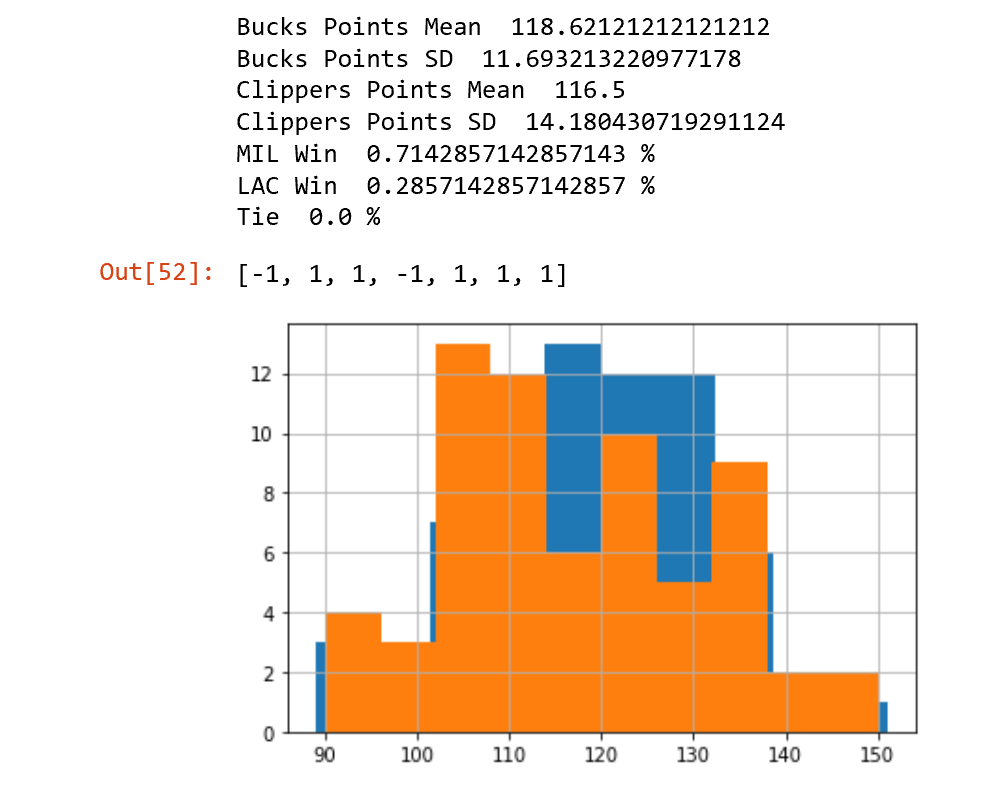 Bucks Points Mean  118.62121212121212
Bucks Points SD  11.693213220977178
Clippers Points Mean  116.5
Clippers Points SD  14.180430719291124
MIL Win  0.7142857142857143 %
LAC Win  0.2857142857142857 %
Tie  0.0 %
Out[52]: [-1, 1, 1, -1, 1, 1, 1]
12
10
8
6
4
2
0
90 100 110 120 130 140 150